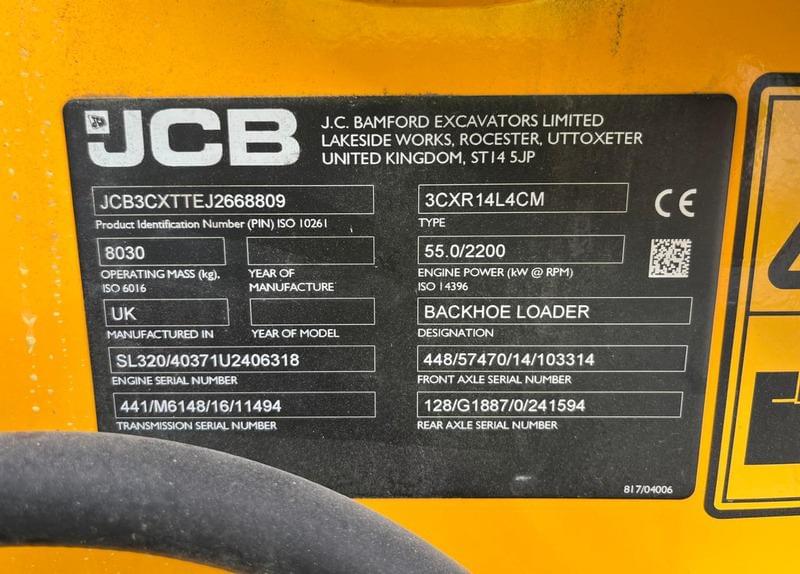 JCB
J.C. BAMFORD EXCAVATORS LIMITED
LAKESIDE WORKS, ROCESTER, UTTOXETER
UNITED KINGDOM, ST14 5JP
JCB3CXTTEJ2668809
Product Identification Number (PIN) ISO 10261
3CXR14L4CM
TYPE
CE
8030
OPERATING MASS (kg),
ISO 6016
YEAR OF
MANUFACTURE
55.0/2200
ENGINE POWER (kW @ RPM)
ISO 14396
UK
MANUFACTURED IN
YEAR OF MODEL
BACKHOE LOADER
DESIGNATION
SL320/40371U2406318
ENGINE SERIAL NUMBER
448/57470/14/103314
FRONT AXLE SERIAL NUMBER
441/M6148/16/11494
TRANSMISSION SERIAL NUMBER
128/G1887/0/241594
REAR AXLE SERIAL NUMBER
817/04006